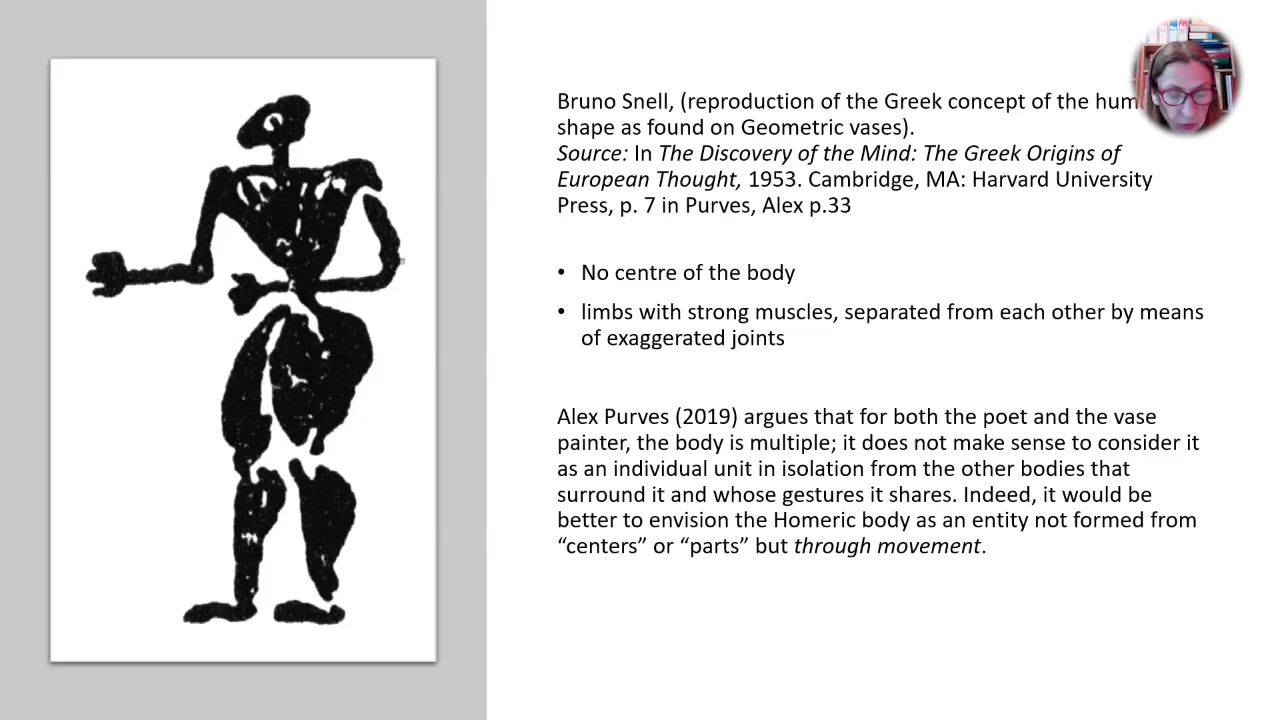 Bruno Snell, (reproduction of the Greek concept of the hum
shape as found on Geometric vases).
Source: In The Discovery of the Mind: The Greek Origins of
European Thought, 1953. Cambridge, MA: Harvard University
Press, p. 7 in Purves, Alex p.33
• No centre of the body
• limbs with strong muscles, separated from each other by means
of exaggerated joints
Alex Purves (2019) argues that for both the poet and the vase
painter, the body is multiple; it does not make sense to consider it
as an individual unit in isolation from the other bodies that
surround it and whose gestures it shares. Indeed, it would be
better to envision the Homeric body as an entity not formed from
“centers” or “parts” but through movement.